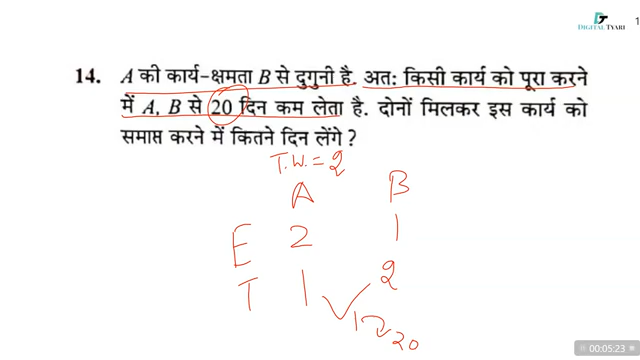 DIGITAL TYARI
1
14. A की कार्य-क्षमता B से दुगुनी है. अत: किसी कार्य को पूरा करने
में A, B से 20 दिन कम लेता है. दोनों मिलकर इस कार्य को
समाप्त करने में कितने दिन लेंगे ?
T.W. = 2
A B
E 2 1
T 1 2
1 → 20
00:05:23